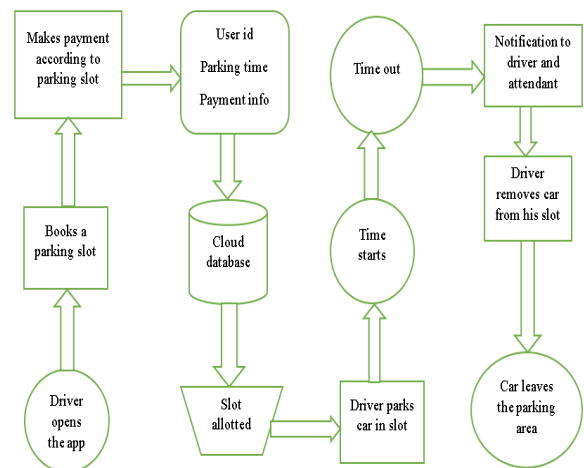 Makes payment
according to
parking slot
User id
Parking time
Payment info
Time out
Notification to
driver and
attendant
Books a
parking slot
Cloud
database
Time
starts
Driver
removes car
from his slot
Driver
opens
the app
Slot
allotted
Driver parks
car in slot
Car leaves
the parking
area